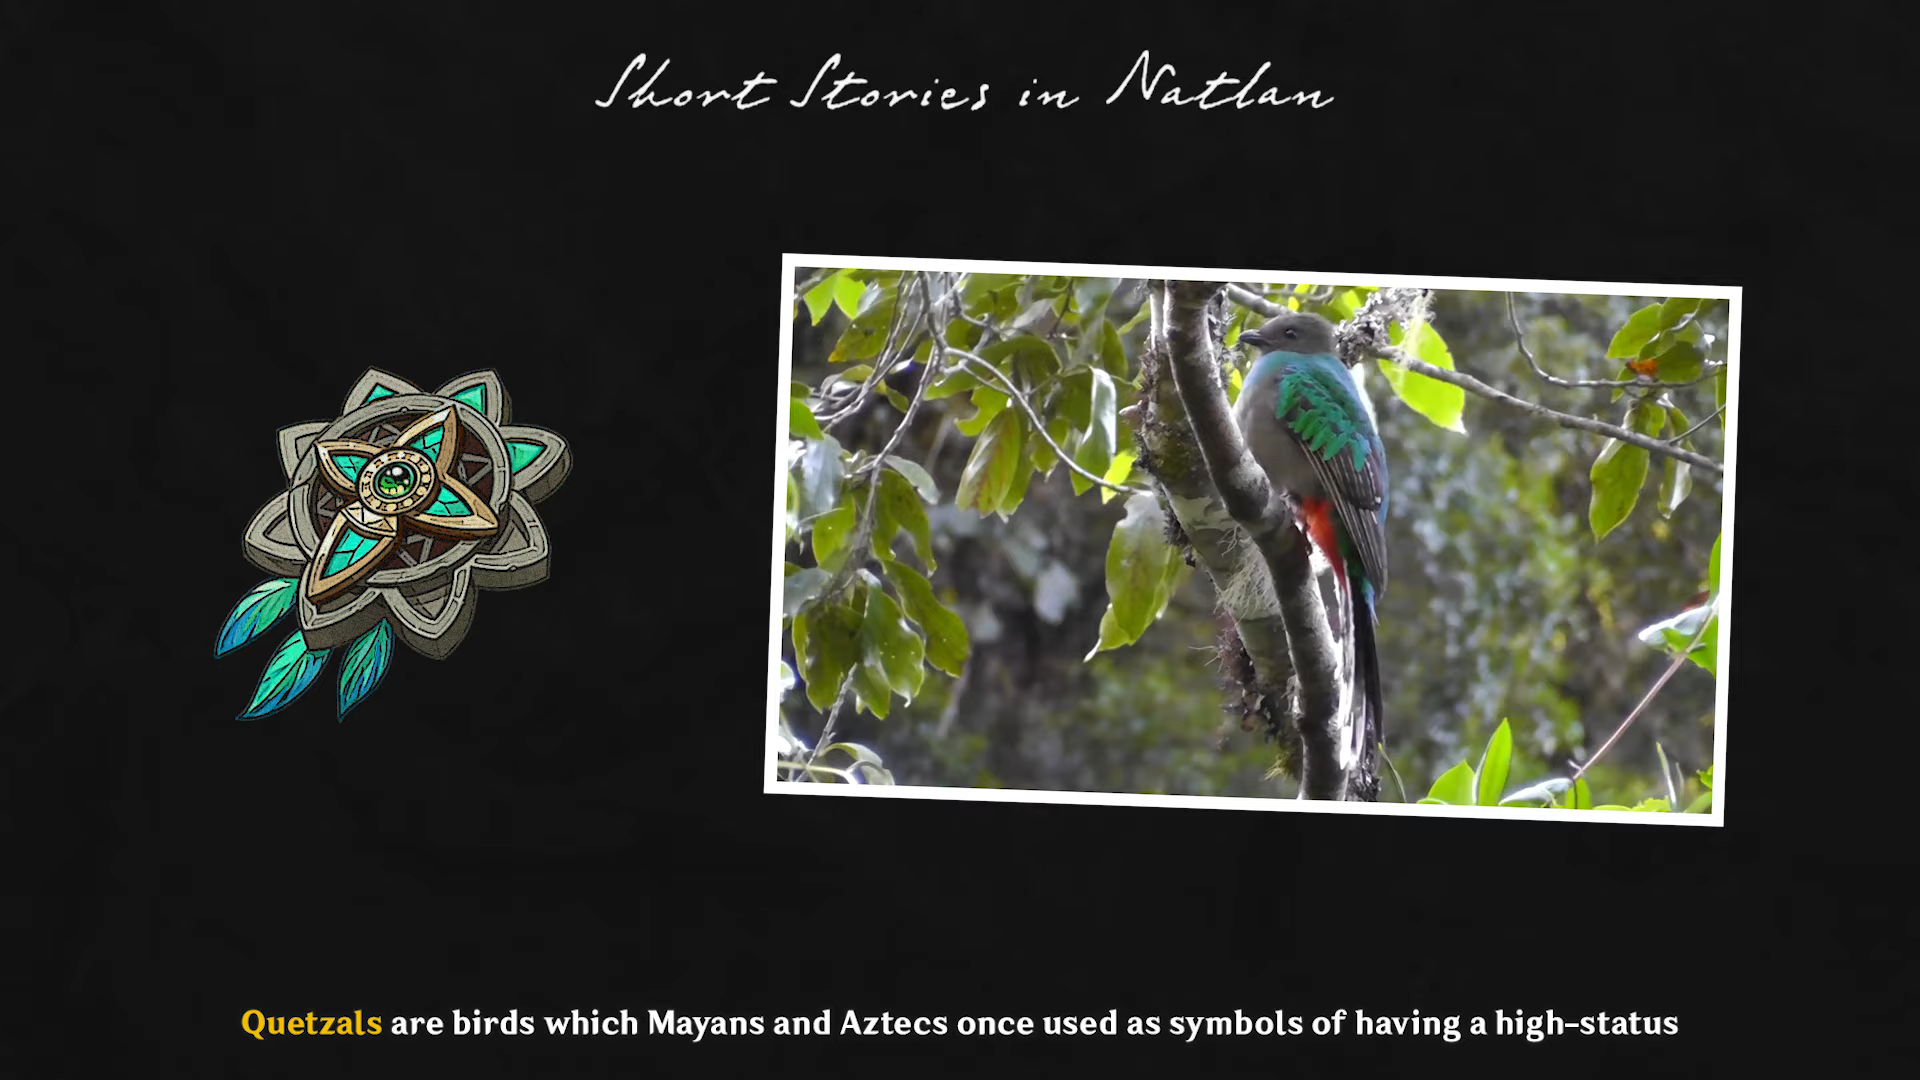 Short Stories in Natlan
Quetzals are birds which Mayans and Aztecs once used as symbols of having a high-status